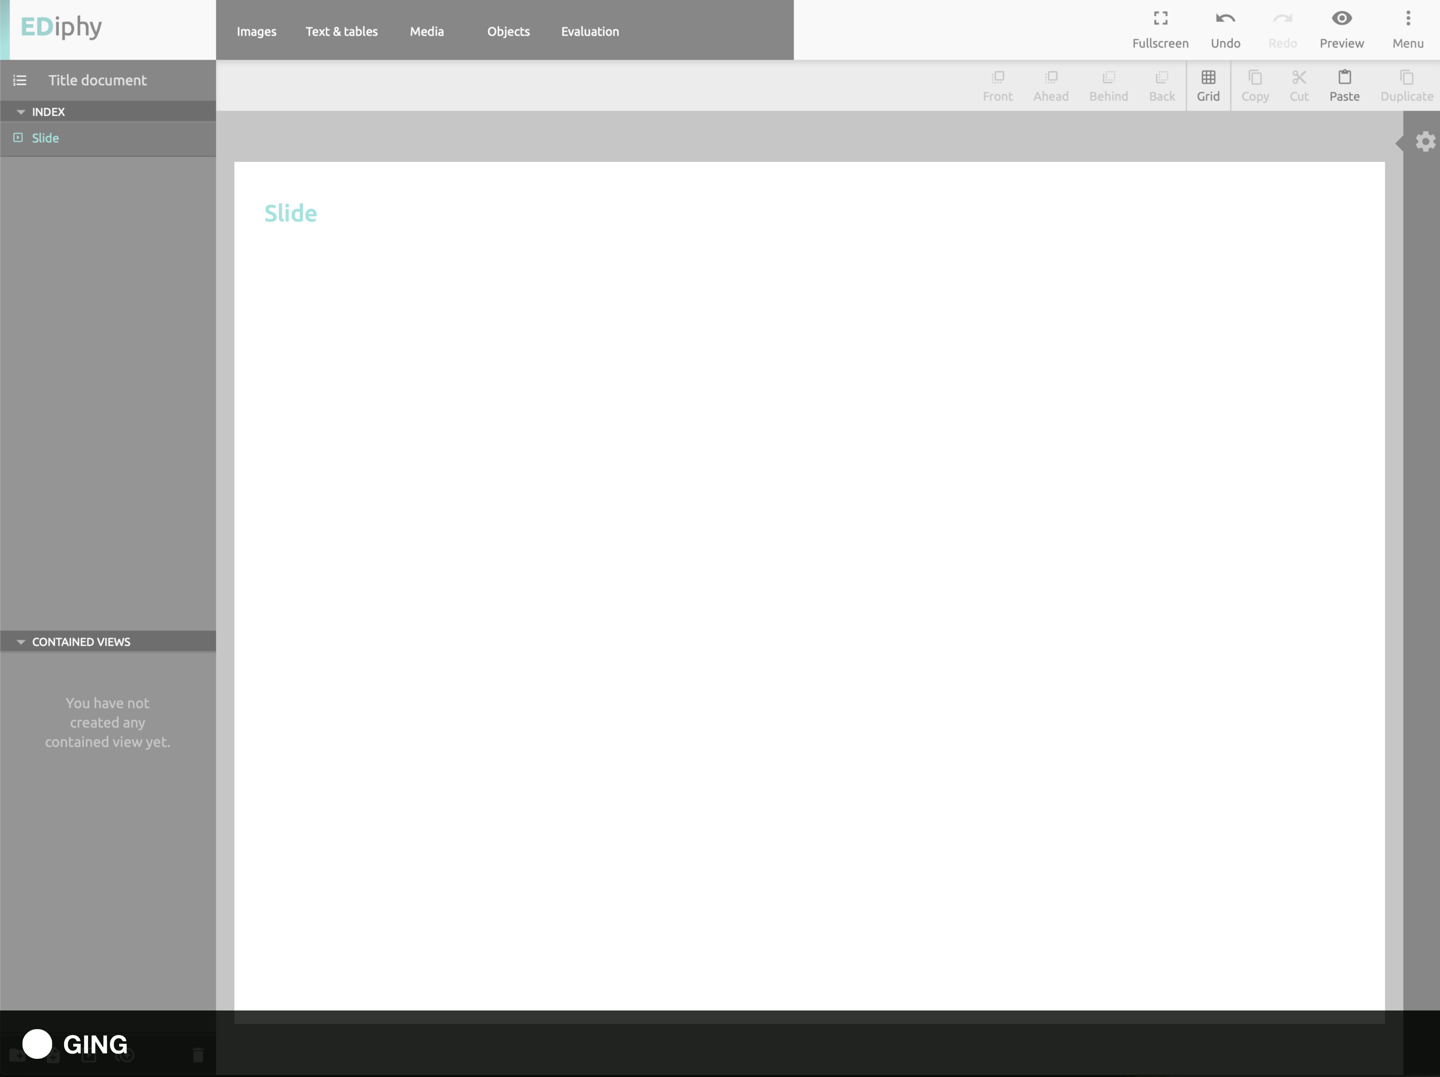 EDiphy
Images
Text & tables
Media
Objects
Evaluation
Fullscreen
Undo
Redo
Preview
Menu
Title document
Front
Ahead
Behind
Back
Grid
Copy
Cut
Paste
Duplicate
INDEX
Slide
Slide
CONTAINED VIEWS
You have not
created any
contained view yet.
GING